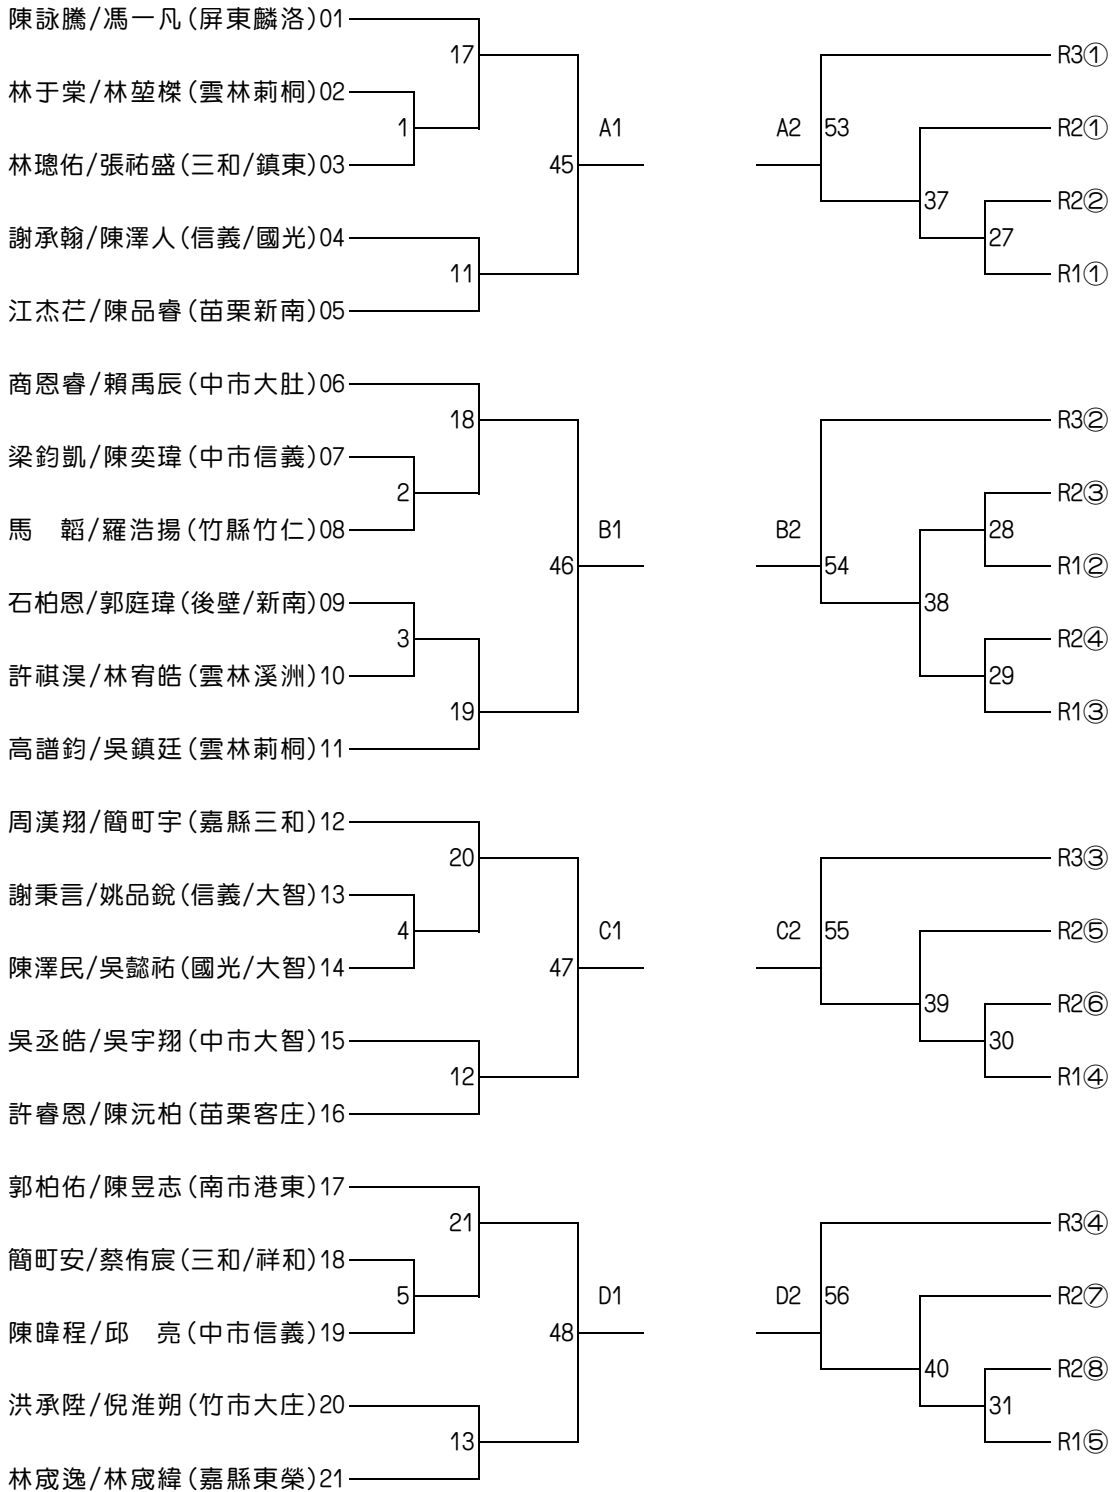 陳詠騰/馮一凡(屏東麟洛)01
R3①
17
林于棠/林堃榤(雲林莿桐)02
1
A1
A2
53
R2①
林璁佑/張祐盛(三和/鎮東)03
45
37
R2②
謝承翰/陳澤人(信義/國光)04
27
11
R1①
江杰芢/陳品睿(苗栗新南)05
商恩睿/賴禹辰(中市大肚)06
18
R3②
梁鈞凱/陳奕瑋(中市信義)07
2
R2③
馬　韜/羅浩揚(竹縣竹仁)08
B1
B2
28
46
54
R1②
石柏恩/郭庭瑋(後壁/新南)09
38
3
R2④
許祺淏/林宥皓(雲林溪洲)10
29
19
R1③
高譜鈞/吳鎮廷(雲林莿桐)11
周漢翔/簡町宇(嘉縣三和)12
20
R3③
謝秉言/姚品銳(信義/大智)13
4
C1
C2
55
R2⑤
陳澤民/吳懿祐(國光/大智)14
47
39
R2⑥
吳丞皓/吳宇翔(中市大智)15
30
12
R1④
許睿恩/陳沅柏(苗栗客庄)16
郭柏佑/陳昱志(南市港東)17
21
R3④
簡町安/蔡侑宸(三和/祥和)18
5
D1
D2
56
R2⑦
陳暐程/邱　亮(中市信義)19
48
40
R2⑧
洪承陞/倪淮朔(竹市大庄)20
31
13
R1⑤
林宬逸/林宬緯(嘉縣東榮)21